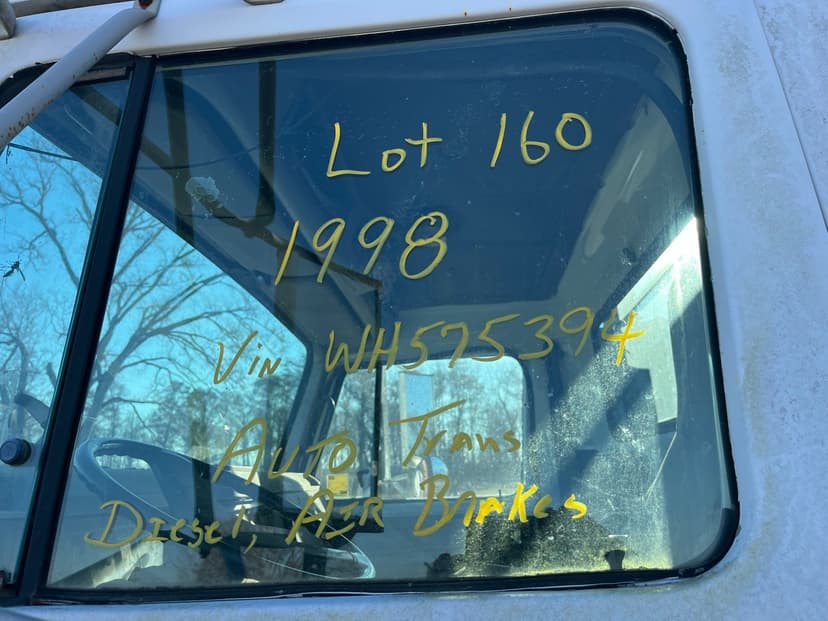 Lot 160
1998
Vin WH575394
Auto Trans
Diesel, Air Brakes